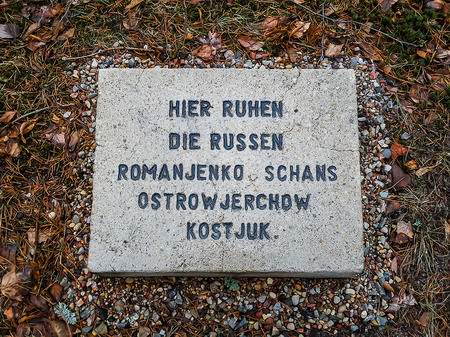 HIER RUHEN
DIE RUSSEN
ROMANJENKO SCHANS
OSTROWJERCHOW
KOSTJUK.